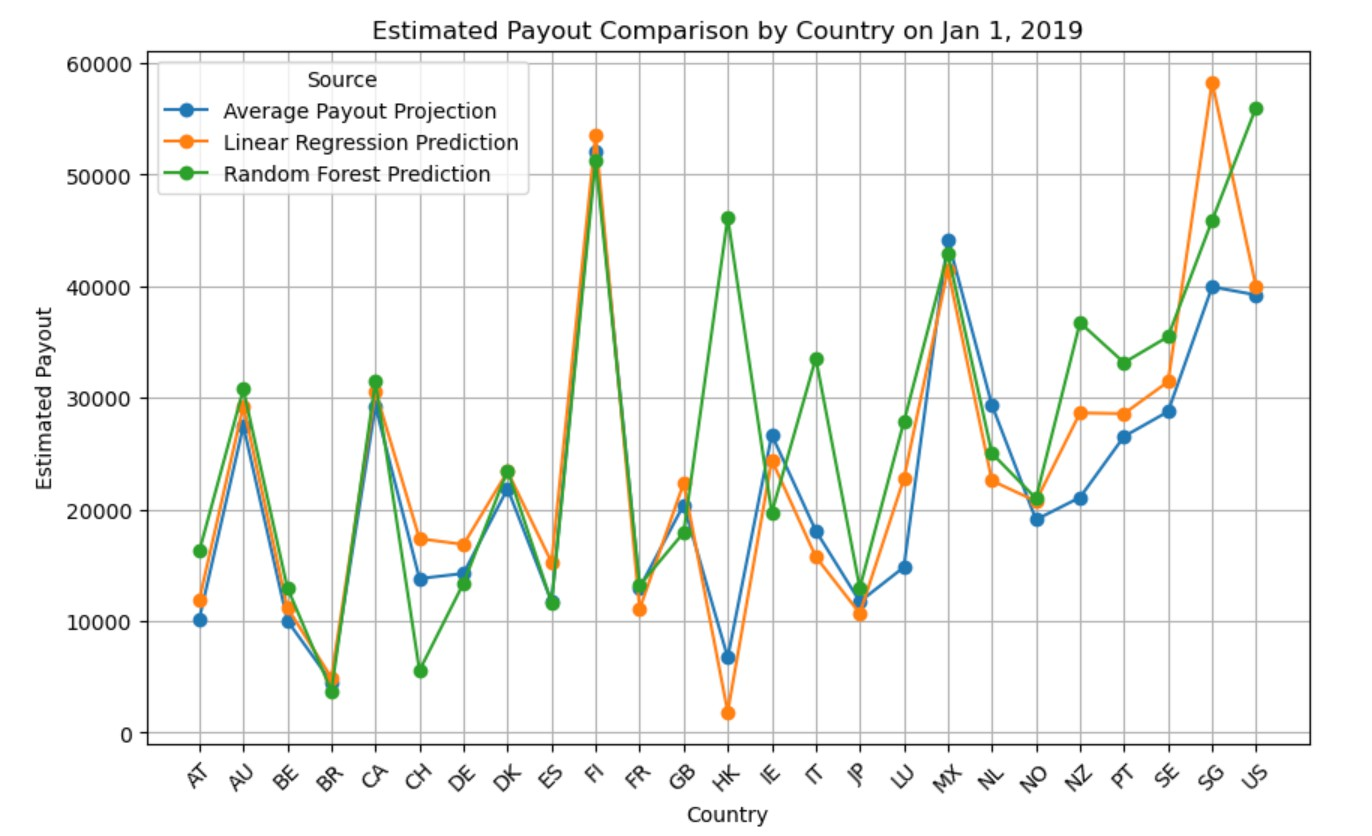 Estimated Payout Comparison by Country on Jan 1, 2019
60000
50000
40000
30000
20000
10000
0
Estimated Payout
Source
Average Payout Projection
Linear Regression Prediction
Random Forest Prediction
AT
AU
BE
BR
CA
CH
DE
DK
ES
FI
FR
GB
HK
IE
IT
JP
LU
MX
NL
NO
NZ
PT
SE
SG
US
Country